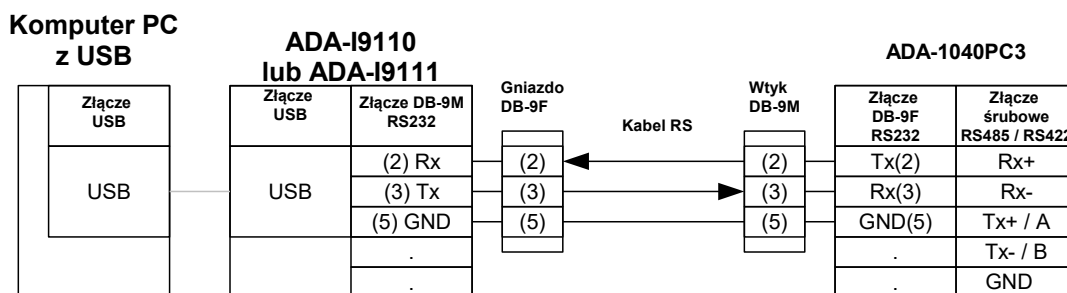 Komputer PC
z USB
ADA-I9110
lub ADA-I9111
ADA-1040PC3
Złącze
USB
Złącze
USB
Złącze DB-9M
RS232
Gniazdo
DB-9F
Kabel RS
Wtyk
DB-9M
Złącze
DB-9F
RS232
Złącze
śrubowe
RS485 / RS422
USB
USB
(2) Rx
(2)
(2)
Tx(2)
Rx+
(3) Tx
(3)
(3)
Rx(3)
Rx-
(5) GND
(5)
(5)
GND(5)
Tx+ / A
.
.
Tx- / B
.
.
GND